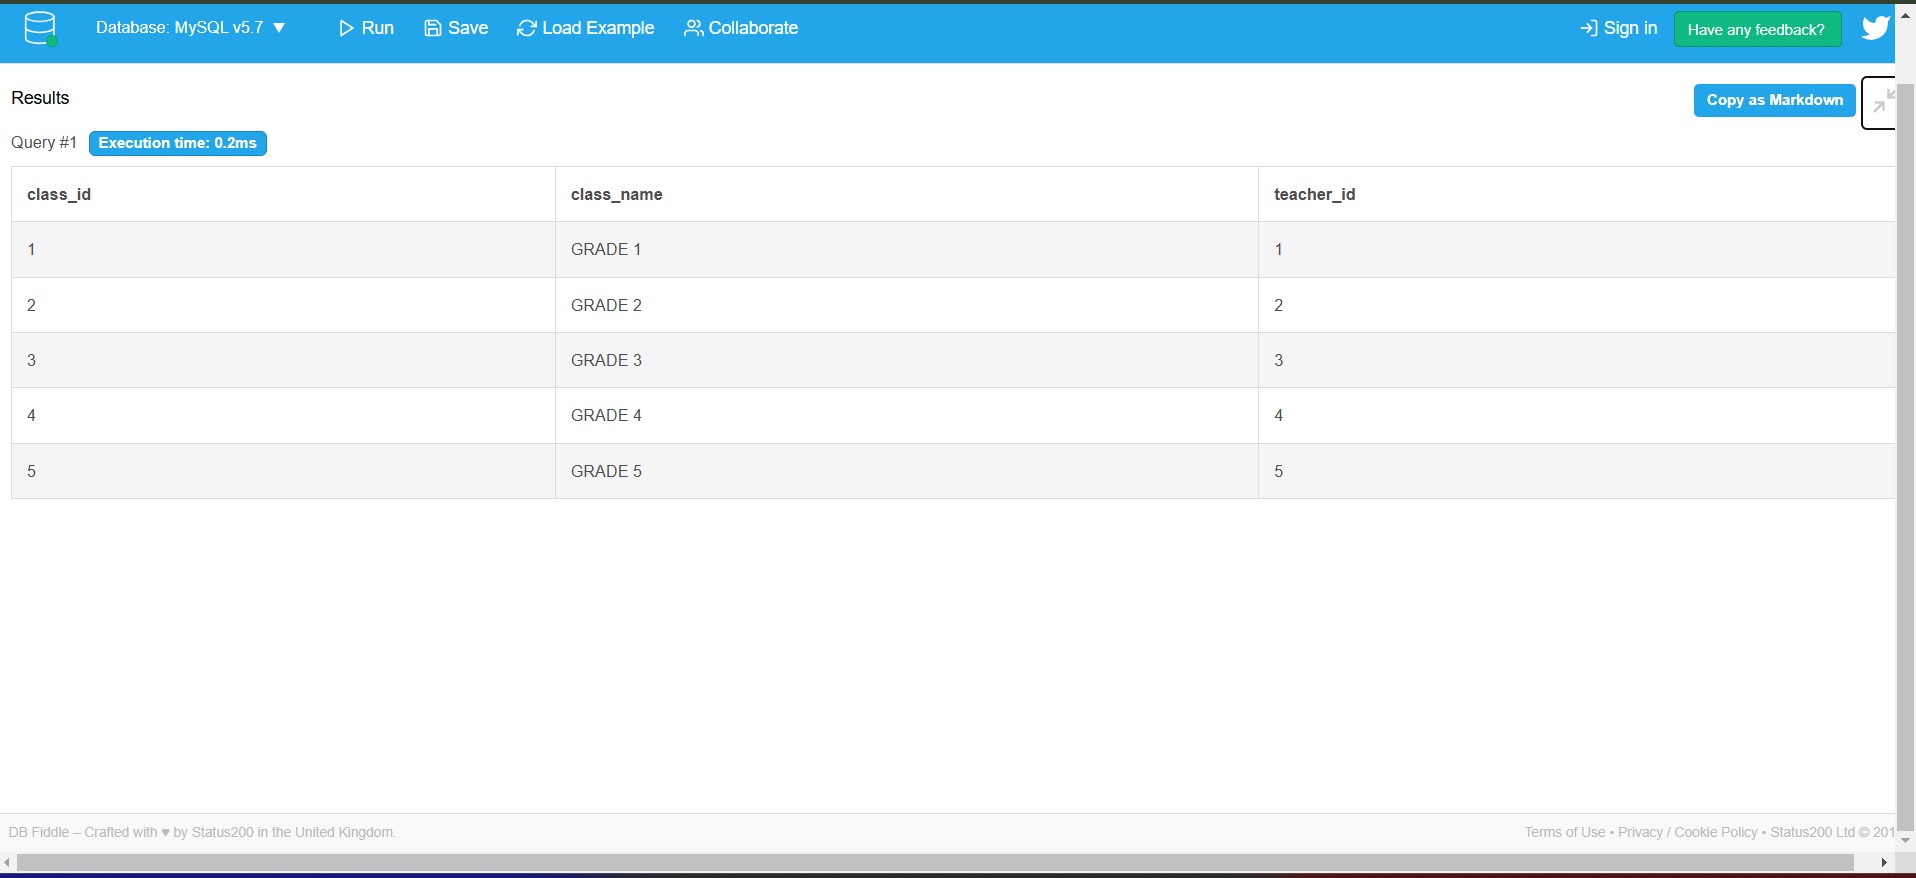 Database: MySQL v5.7 ▼ Run Save Load Example Collaborate Sign in Have any feedback?
Results Copy as Markdown
Query #1 Execution time: 0.2ms
class_id class_name teacher_id
1 GRADE 1 1
2 GRADE 2 2
3 GRADE 3 3
4 GRADE 4 4
5 GRADE 5 5
DB Fiddle – Crafted with ♥ by Status200 in the United Kingdom. Terms of Use • Privacy / Cookie Policy • Status200 Ltd © 201